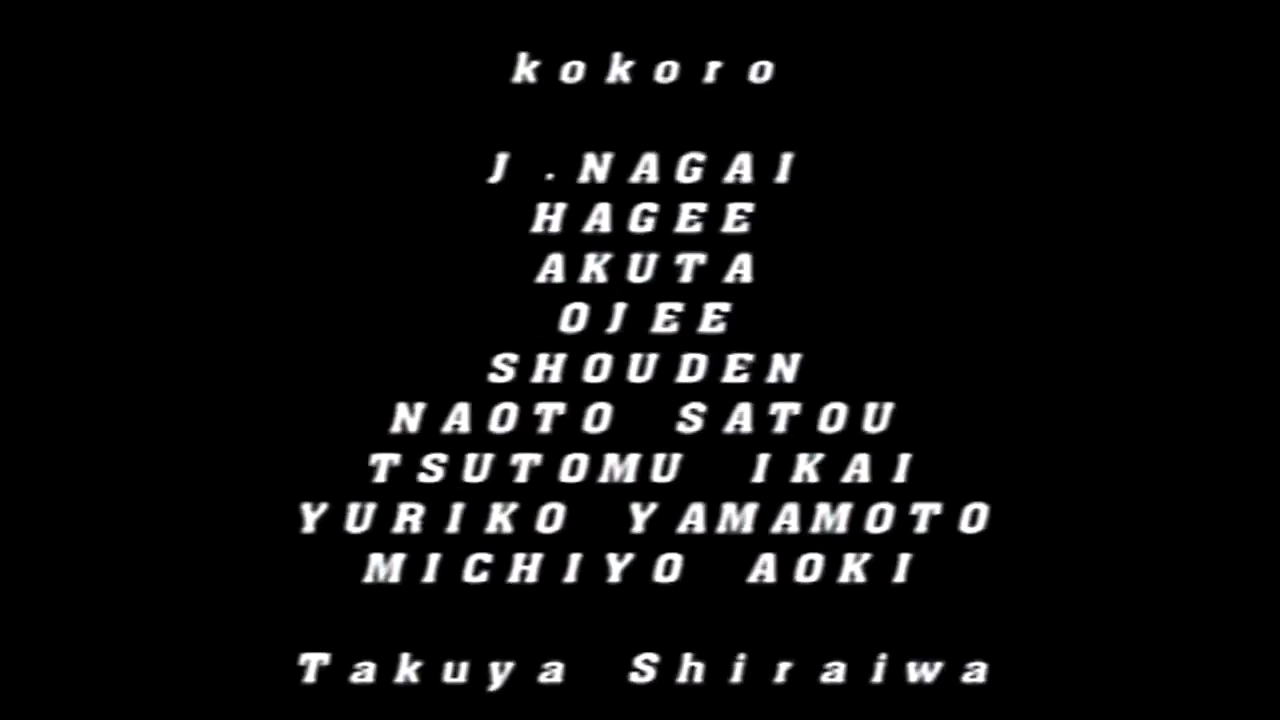 kokoro
J.NAGAI
HAGEE
AKUTA
OJEE
SHOUDEN
NAOTO SATOU
TSUTOMU IKAI
YURIKO YAMAMOTO
MICHIYO AOKI
Takuya Shiraiwa